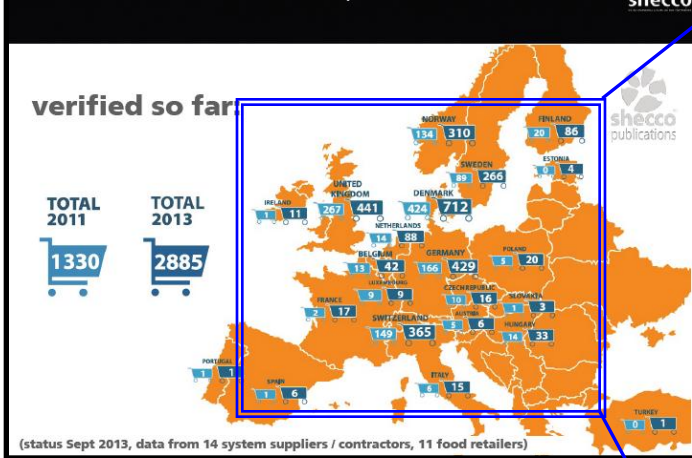 shecco
verified so far:
shecco
publications
TOTAL
2011
1330
TOTAL
2013
2885
NORWAY
134 310
FINLAND
20 86
SWEDEN
89 266
ESTONIA
0 4
IRELAND
1 11
UNITED
KINGDOM
267 441
DENMARK
424 712
NETHERLANDS
14 88
BELGIUM
13 42
GERMANY
166 429
POLAND
5 20
LUXEMBOURG
9 9
CZECH REPUBLIC
10 16
SLOVAKIA
1 3
FRANCE
2 17
SWITZERLAND
149 365
AUSTRIA
5 6
HUNGARY
14 33
PORTUGAL
1 1
SPAIN
1 6
ITALY
6 15
TURKEY
0 1
(status Sept 2013, data from 14 system suppliers / contractors, 11 food retailers)